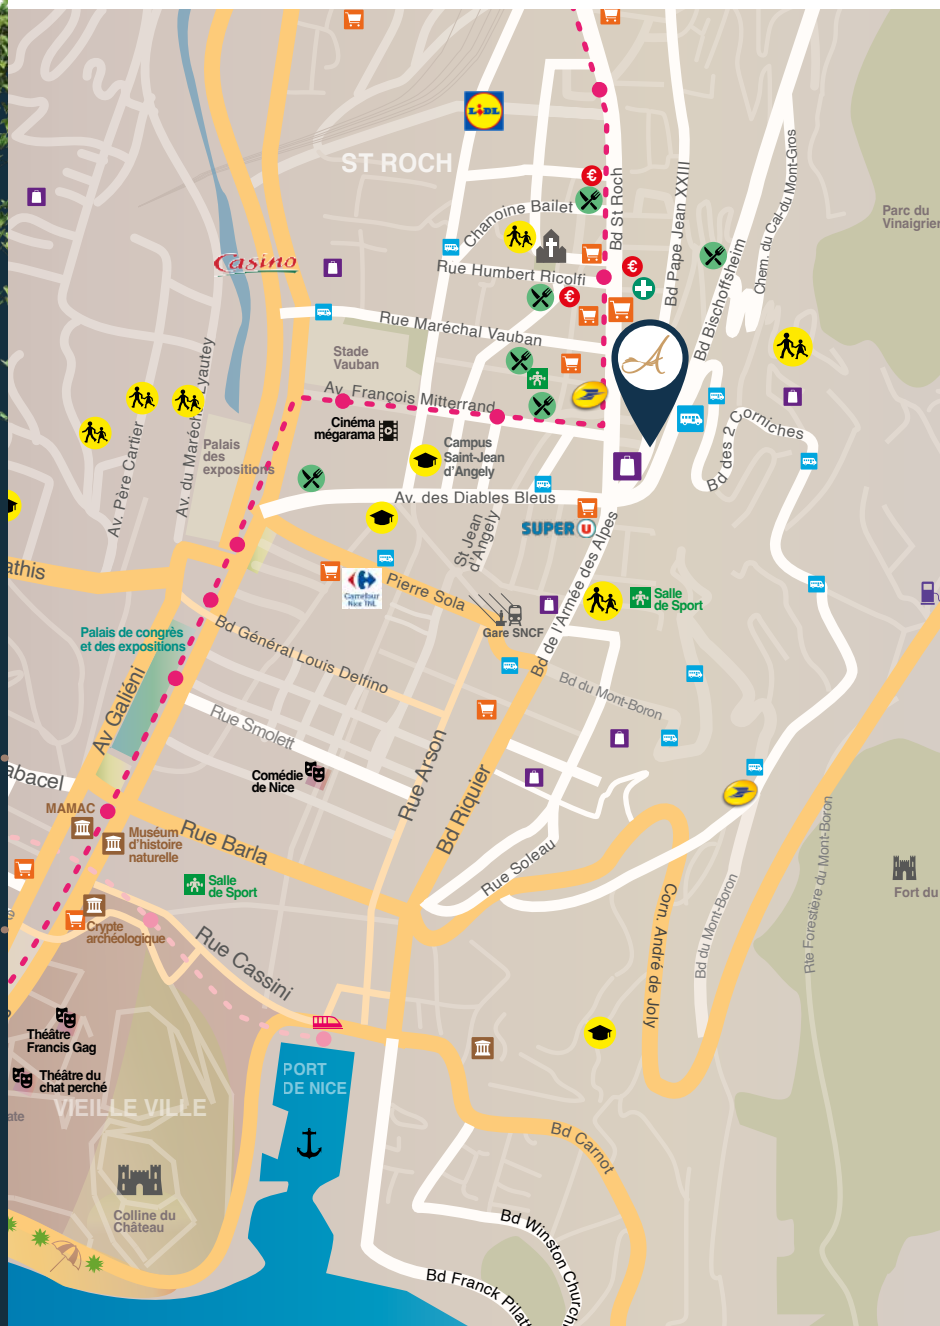 LiDL
ST ROCH
Chanoine Bailet
Bd St Roch
Bd Pape Jean XXIII
Chem. du Cal-du Mont-Gros
Parc du
Vinaigrier
Casino
Rue Humbert Ricolfi
Bd Bischoffsheim
Rue Maréchal Vauban
Stade
Vauban
A
Av. François Mitterrand
Cinéma
mégarama
Campus
Saint-Jean
d'Angely
Bd des 2 Corniches
Av. Père Cartier
Av. du Maréchal Lyautey
Palais
des
expositions
Av. des Diables Bleus
SUPER U
St Jean
d'Angely
Bd de l'Armée des Alpes
athis
Carrefour
Nice TNL
Pierre Sola
Gare SNCF
Salle
de Sport
Palais de congrès
et des expositions
Bd Général Louis Delfino
Bd du Mont-Boron
Av Galiéni
Rue Smolett
Comédie
de Nice
Rue Arson
Bd Riquier
abacel
MAMAC
Muséum
d'histoire
naturelle
Rue Barla
Rue Soleau
Salle
de Sport
Corn. André de Joly
Bd du Mont-Boron
Rte Forestière du Mont-Boron
Fort du
Crypte
archéologique
Rue Cassini
Théâtre
Francis Gag
Théâtre du
chat perché
VIEILLE VILLE
ate
PORT
DE NICE
Colline du
Château
Bd Carnot
Bd Winston Church
Bd Franck Pilatt